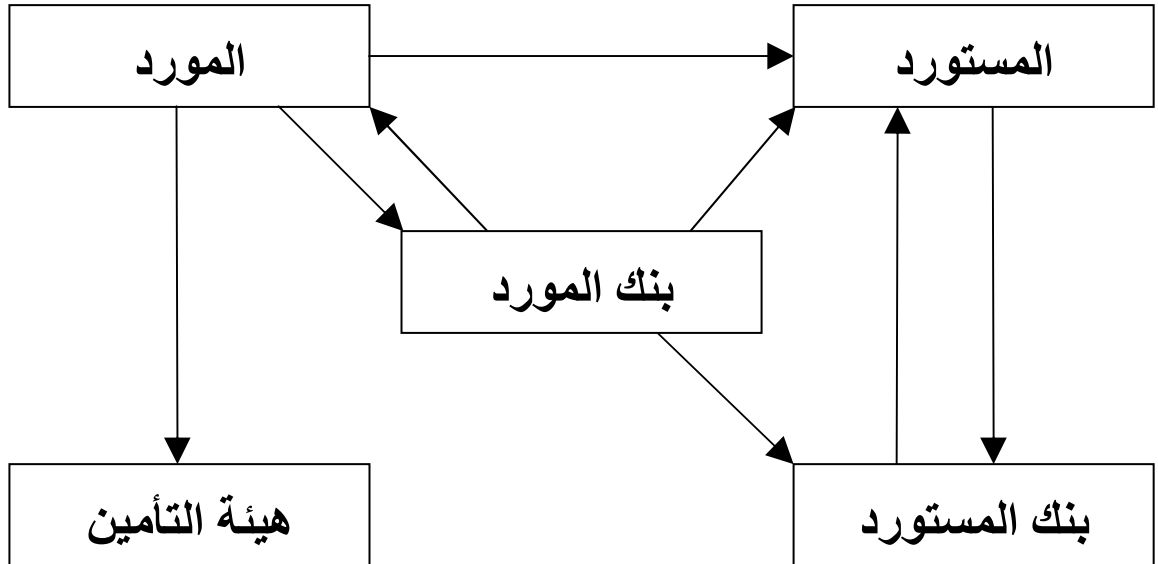 المستورد
المورد
بنك المورد
بنك المستورد
هيئة التأمين